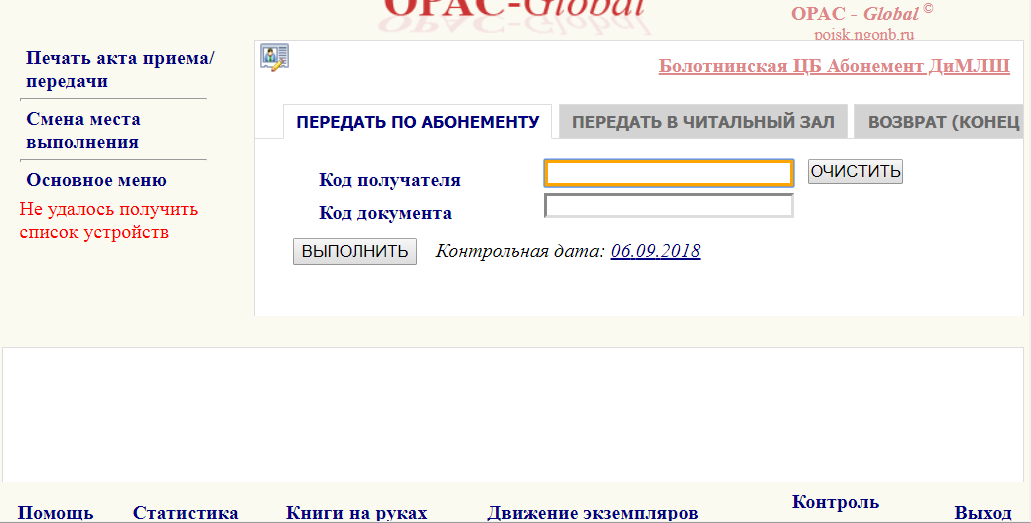 OPAC-Global
OPAC - Global ©
poisk.ngonb.ru
Печать акта приема/
передачи
Смена места
выполнения
Основное меню
Не удалось получить
список устройств
Болотнинская ЦБ Абонемент ДиМЛШ
ПЕРЕДАТЬ ПО АБОНЕМЕНТУ ПЕРЕДАТЬ В ЧИТАЛЬНЫЙ ЗАЛ ВОЗВРАТ (КОНЕЦ
Код получателя ОЧИСТИТЬ
Код документа
ВЫПОЛНИТЬ Контрольная дата: 06.09.2018
Помощь Статистика Книги на руках Движение экземпляров Контроль Выход